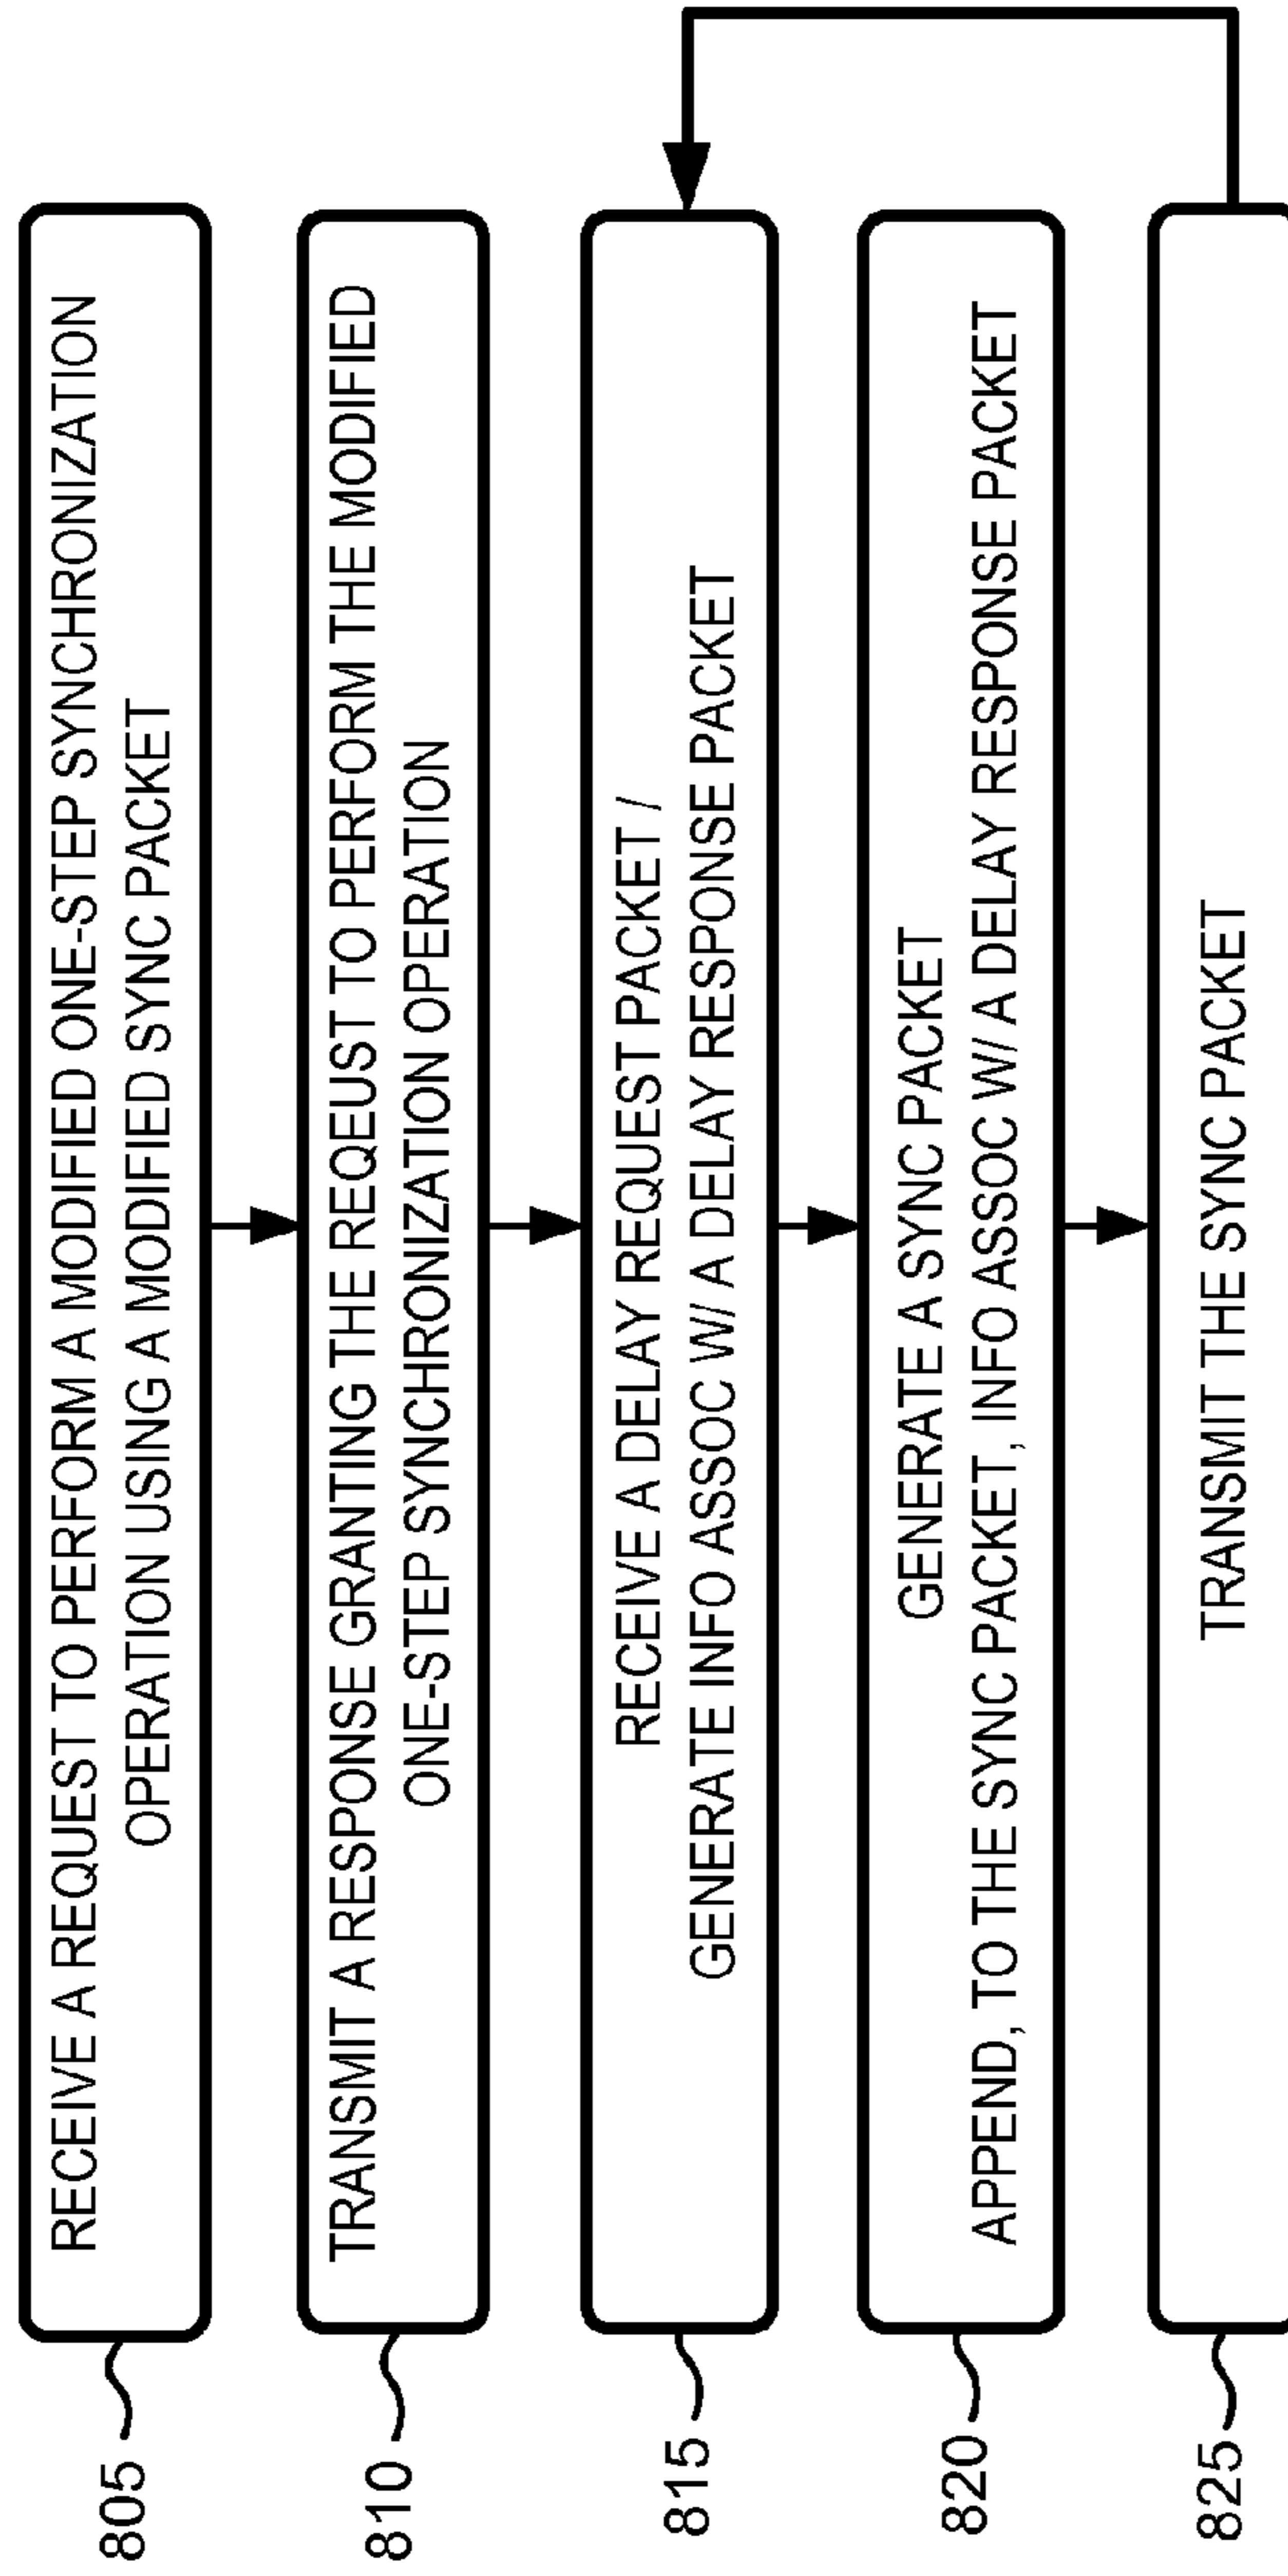 805
RECEIVE A REQUEST TO PERFORM A MODIFIED ONE-STEP SYNCHRONIZATION
OPERATION USING A MODIFIED SYNC PACKET
810
TRANSMIT A RESPONSE GRANTING THE REQEUST TO PERFORM THE MODIFIED
ONE-STEP SYNCHRONIZATION OPERATION
815
RECEIVE A DELAY REQUEST PACKET /
GENERATE INFO ASSOC W/ A DELAY RESPONSE PACKET
820
GENERATE A SYNC PACKET
APPEND, TO THE SYNC PACKET, INFO ASSOC W/ A DELAY RESPONSE PACKET
825
TRANSMIT THE SYNC PACKET